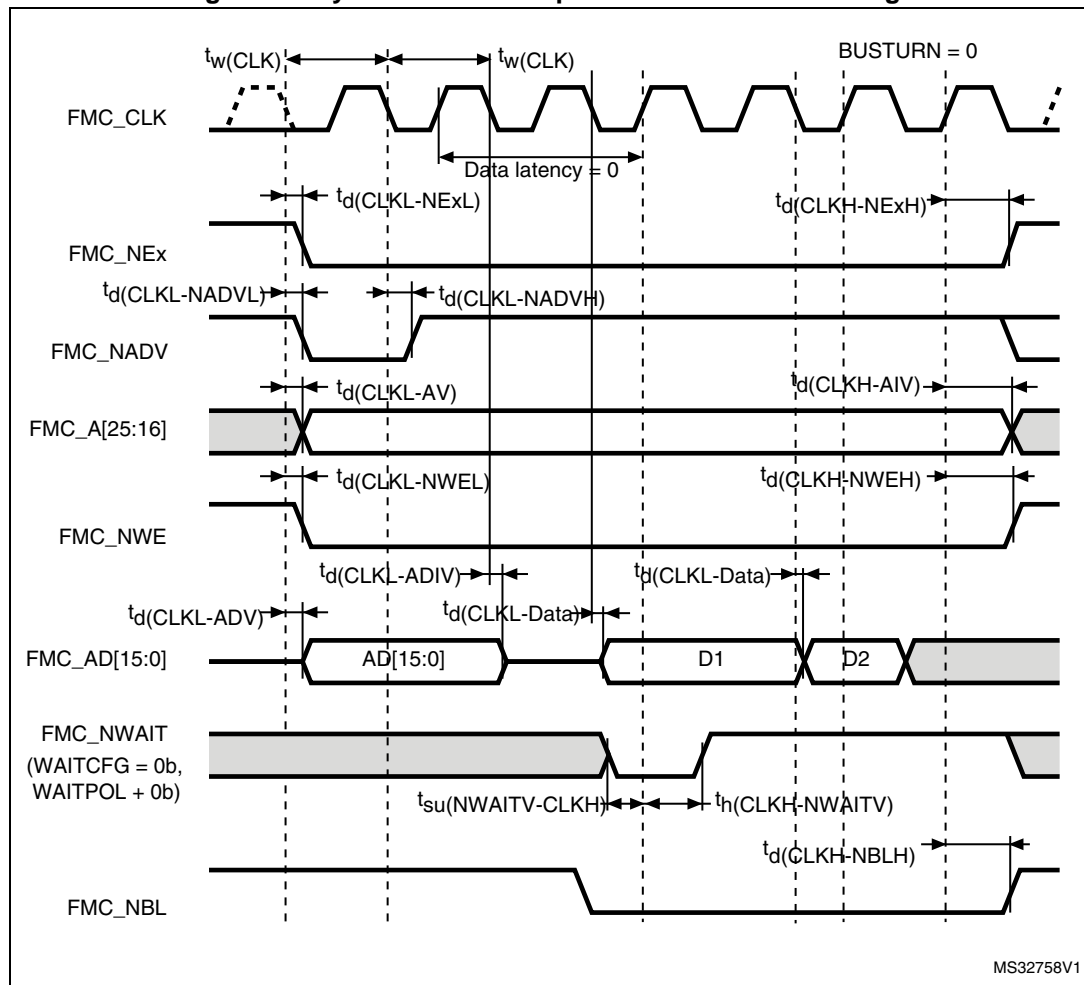 BUSTURN = 0
tw(CLK)
tw(CLK)
FMC_CLK
Data latency = 0
td(CLKL-NExL)
td(CLKH-NExH)
FMC_NEx
td(CLKL-NADVL)
td(CLKL-NADVH)
FMC_NADV
td(CLKL-AV)
td(CLKH-AIV)
FMC_A[25:16]
td(CLKL-NWEL)
td(CLKH-NWEH)
FMC_NWE
td(CLKL-ADIV)
td(CLKL-Data)
td(CLKL-ADV)
td(CLKL-Data)
FMC_AD[15:0]
AD[15:0]
D1
D2
FMC_NWAIT
(WAITCFG = 0b,
WAITPOL + 0b)
tsu(NWAITV-CLKH)
th(CLKH-NWAITV)
td(CLKH-NBLH)
FMC_NBL
MS32758V1